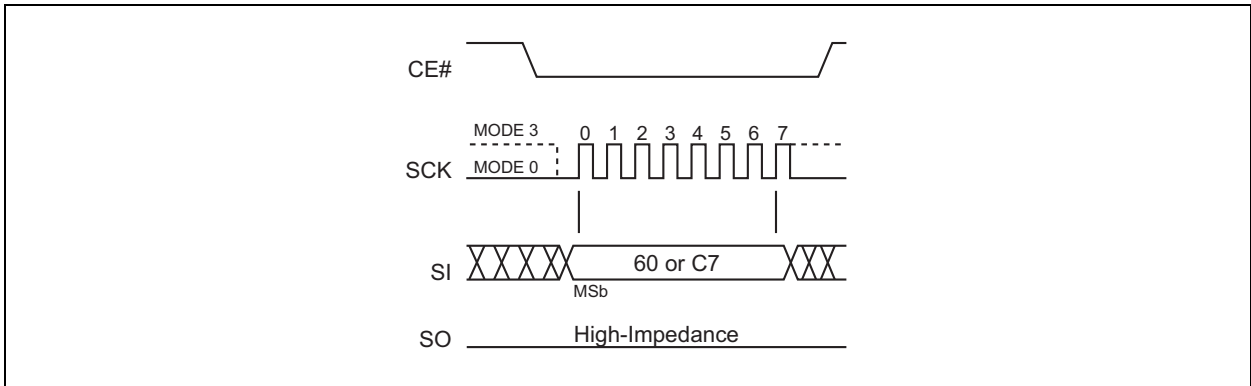 CE#
MODE 3
0 1 2 3 4 5 6 7
SCK
MODE 0
SI
60 or C7
MSb
SO
High-Impedance